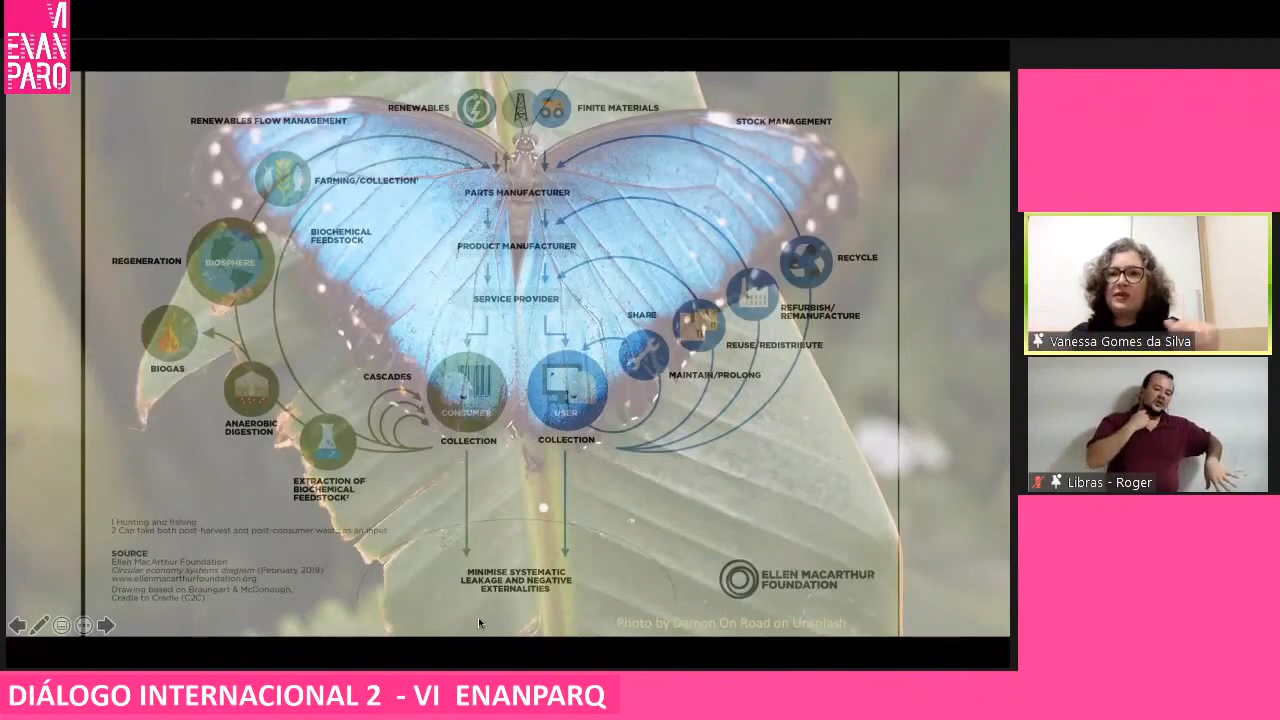 VI
ENAN
PARQ
RENEWABLES
FINITE MATERIALS
RENEWABLES FLOW MANAGEMENT
STOCK MANAGEMENT
FARMING/COLLECTION¹
PARTS MANUFACTURER
BIOCHEMICAL
FEEDSTOCK
PRODUCT MANUFACTURER
REGENERATION
BIOSPHERE
RECYCLE
SERVICE PROVIDER
SHARE
REFURBISH/
REMANUFACTURE
REUSE/REDISTRIBUTE
BIOGAS
CASCADES
MAINTAIN/PROLONG
CONSUMER
USER
ANAEROBIC
DIGESTION
COLLECTION
COLLECTION
EXTRACTION OF
BIOCHEMICAL
FEEDSTOCK²
1 Hunting and fishing
2 Can take both post-harvest and post-consumer waste as an input
SOURCE
Ellen MacArthur Foundation
Circular economy systems diagram (February 2019)
www.ellenmacarthurfoundation.org
Drawing based on Braungart & McDonough,
Cradle to Cradle (C2C)
MINIMISE SYSTEMATIC
LEAKAGE AND NEGATIVE
EXTERNALITIES
ELLEN MACARTHUR
FOUNDATION
Photo by Damon On Road on Unsplash
Vanessa Gomes da Silva
Libras - Roger
DIÁLOGO INTERNACIONAL 2 - VI ENANPARQ